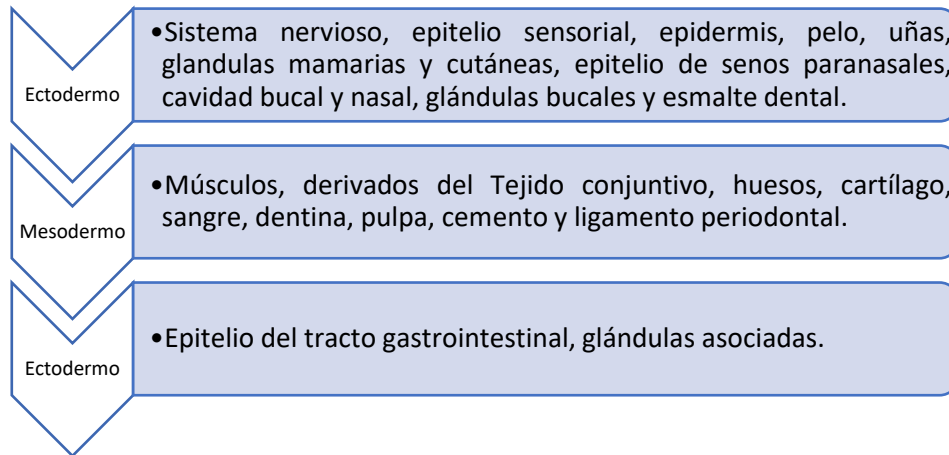 Ectodermo
•Sistema nervioso, epitelio sensorial, epidermis, pelo, uñas,
glandulas mamarias y cutáneas, epitelio de senos paranasales,
cavidad bucal y nasal, glándulas bucales y esmalte dental.
Mesodermo
•Músculos, derivados del Tejido conjuntivo, huesos, cartílago,
sangre, dentina, pulpa, cemento y ligamento periodontal.
Ectodermo
•Epitelio del tracto gastrointestinal, glándulas asociadas.